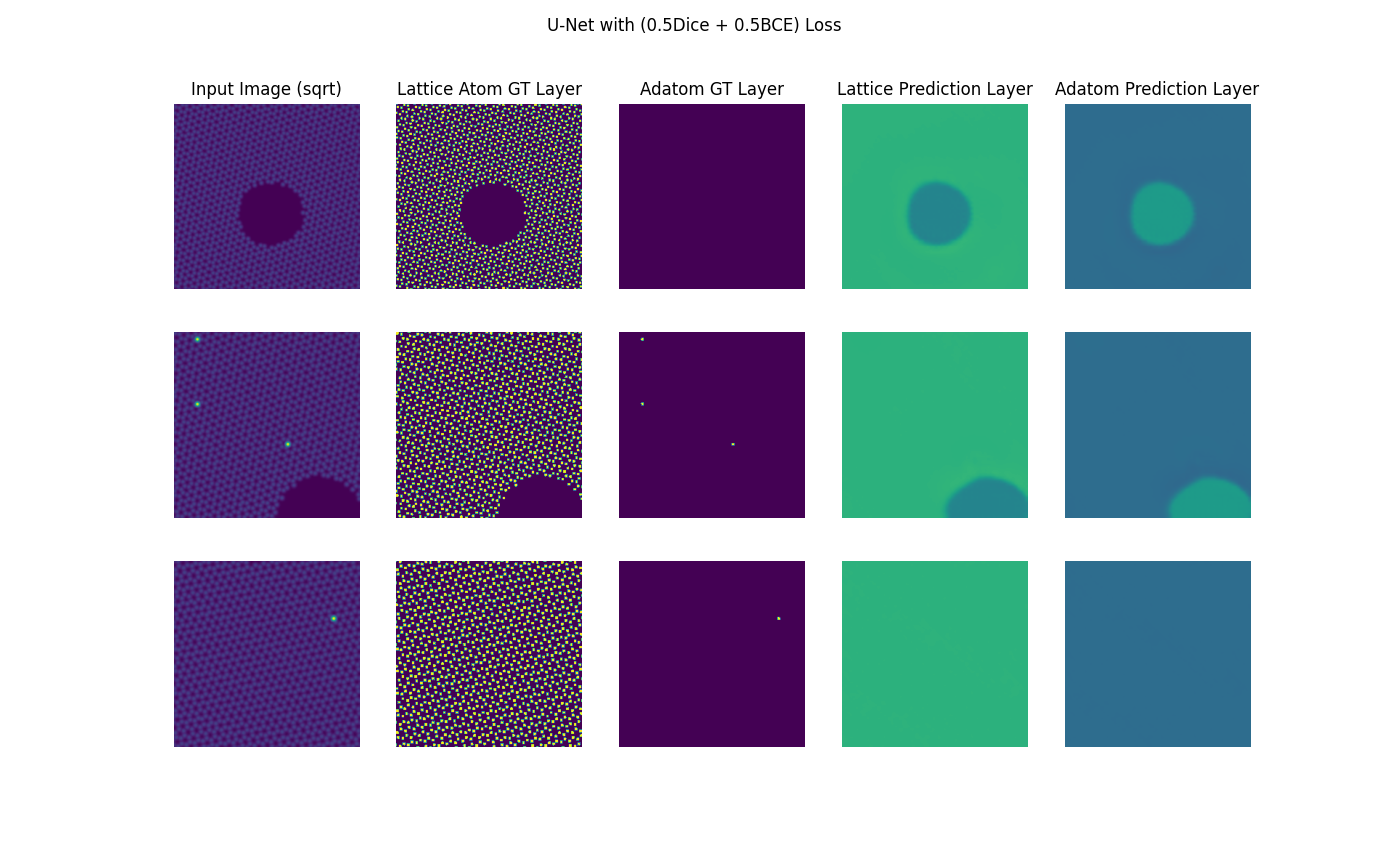 U-Net with (0.5Dice + 0.5BCE) Loss
Input Image (sqrt)
Lattice Atom GT Layer
Adatom GT Layer
Lattice Prediction Layer
Adatom Prediction Layer